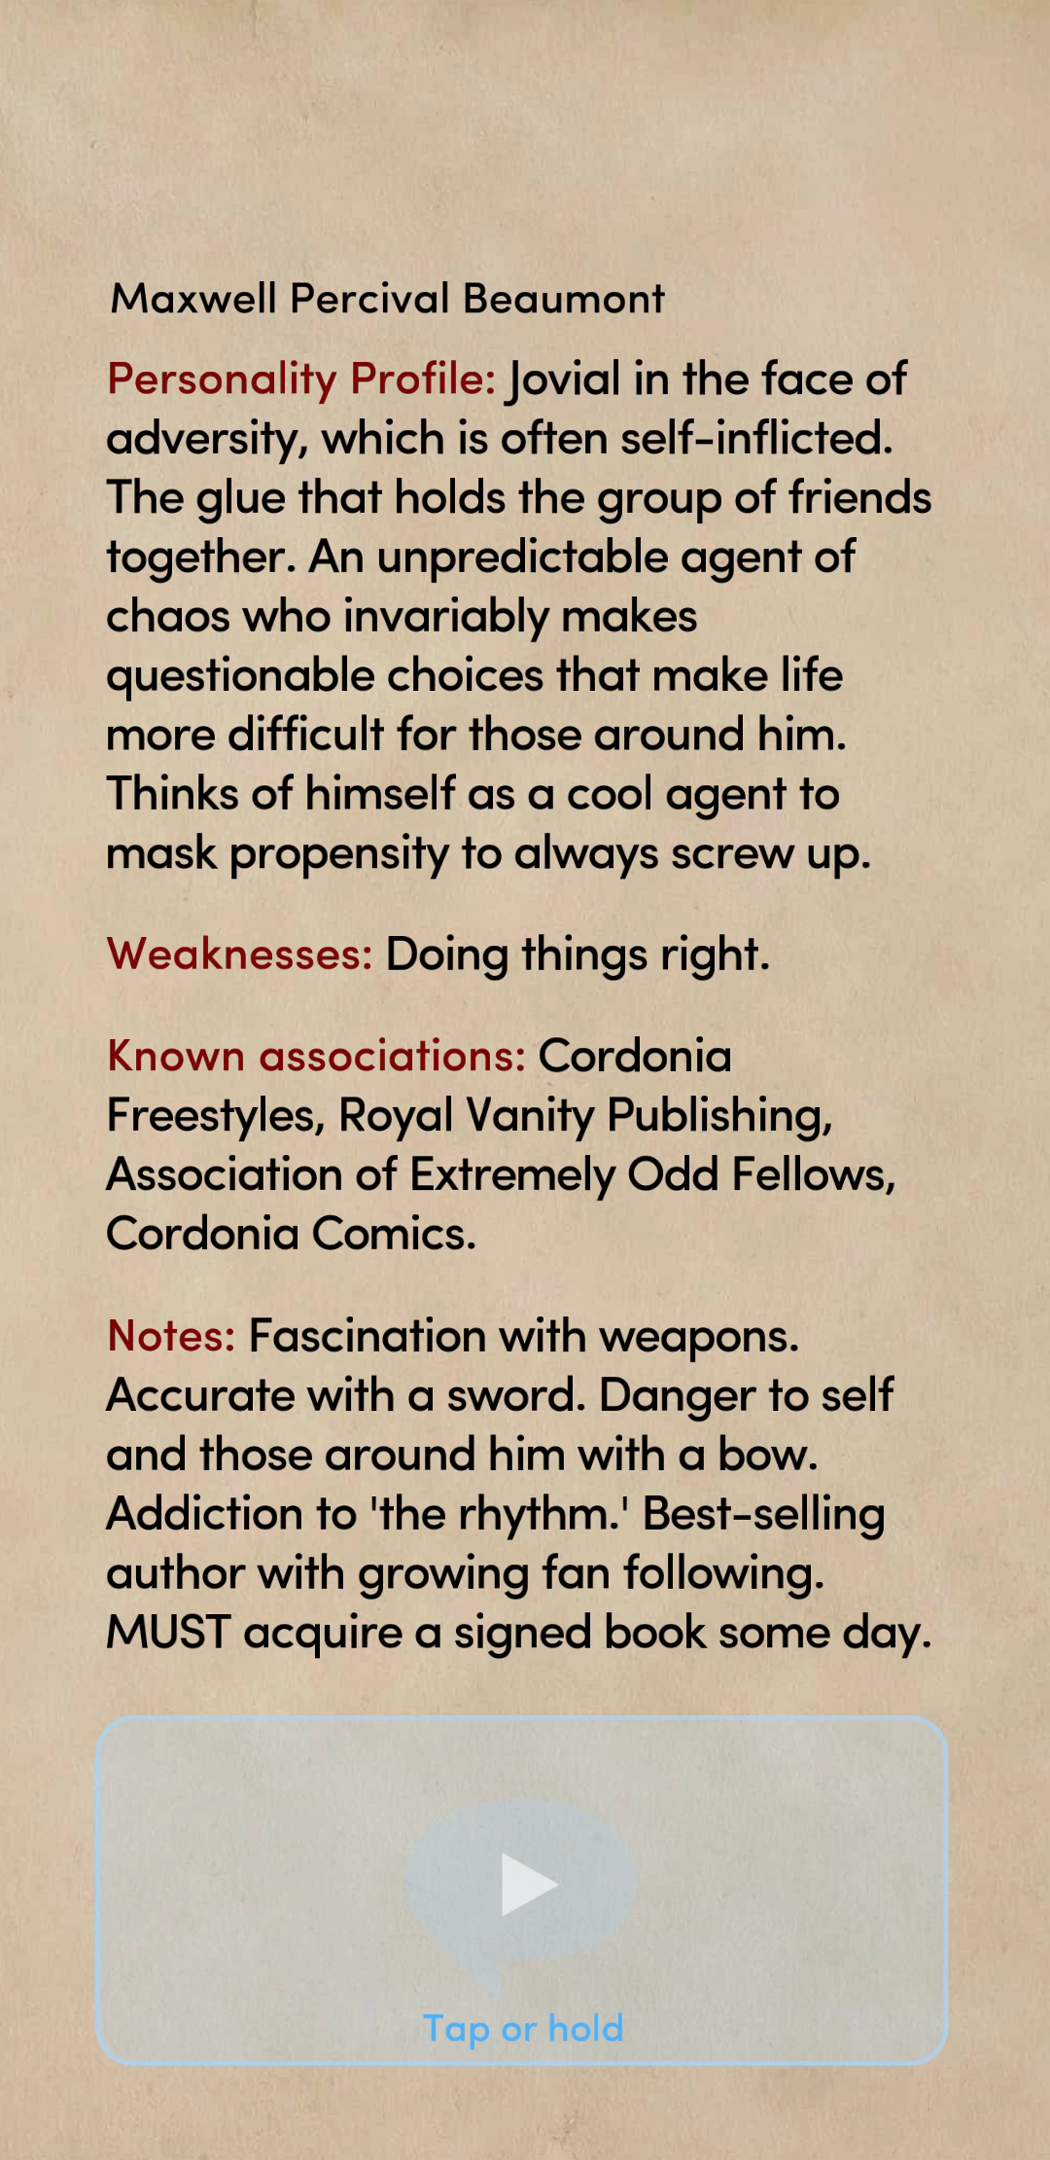 Maxwell Percival Beaumont
Personality Profile: Jovial in the face of
adversity, which is often self-inflicted.
The glue that holds the group of friends
together. An unpredictable agent of
chaos who invariably makes
questionable choices that make life
more difficult for those around him.
Thinks of himself as a cool agent to
mask propensity to always screw up.
Weaknesses: Doing things right.
Known associations: Cordonia
Freestyles, Royal Vanity Publishing,
Association of Extremely Odd Fellows,
Cordonia Comics.
Notes: Fascination with weapons.
Accurate with a sword. Danger to self
and those around him with a bow.
Addiction to 'the rhythm.' Best-selling
author with growing fan following.
MUST acquire a signed book some day.
Tap or hold